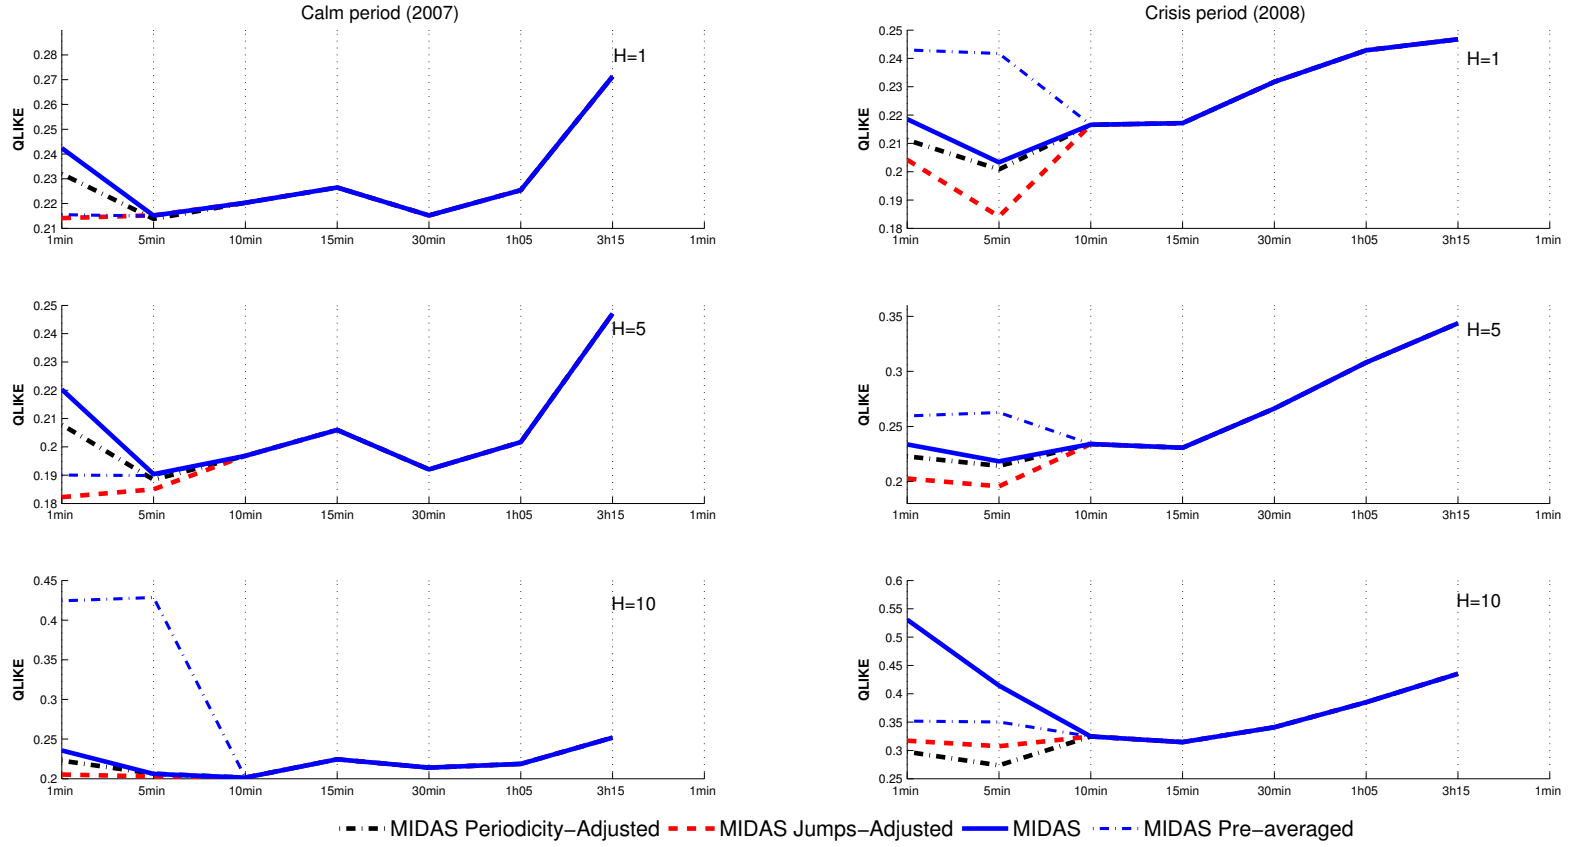 Calm period (2007)
0.28
0.27
0.26
0.25
0.24
0.23
0.22
0.21
QLIKE
H=1
1min 5min 10min 15min 30min 1h05 3h15 1min
Crisis period (2008)
0.25
0.24
0.23
0.22
0.21
0.2
0.19
0.18
QLIKE
H=1
1min 5min 10min 15min 30min 1h05 3h15 1min
0.25
0.24
0.23
0.22
0.21
0.2
0.19
0.18
QLIKE
H=5
1min 5min 10min 15min 30min 1h05 3h15 1min
0.35
0.3
0.25
0.2
QLIKE
H=5
1min 5min 10min 15min 30min 1h05 3h15 1min
0.45
0.4
0.35
0.3
0.25
0.2
QLIKE
H=10
1min 5min 10min 15min 30min 1h05 3h15 1min
0.6
0.55
0.5
0.45
0.4
0.35
0.3
0.25
QLIKE
H=10
1min 5min 10min 15min 30min 1h05 3h15 1min
MIDAS Periodicity−Adjusted MIDAS Jumps−Adjusted MIDAS MIDAS Pre−averaged